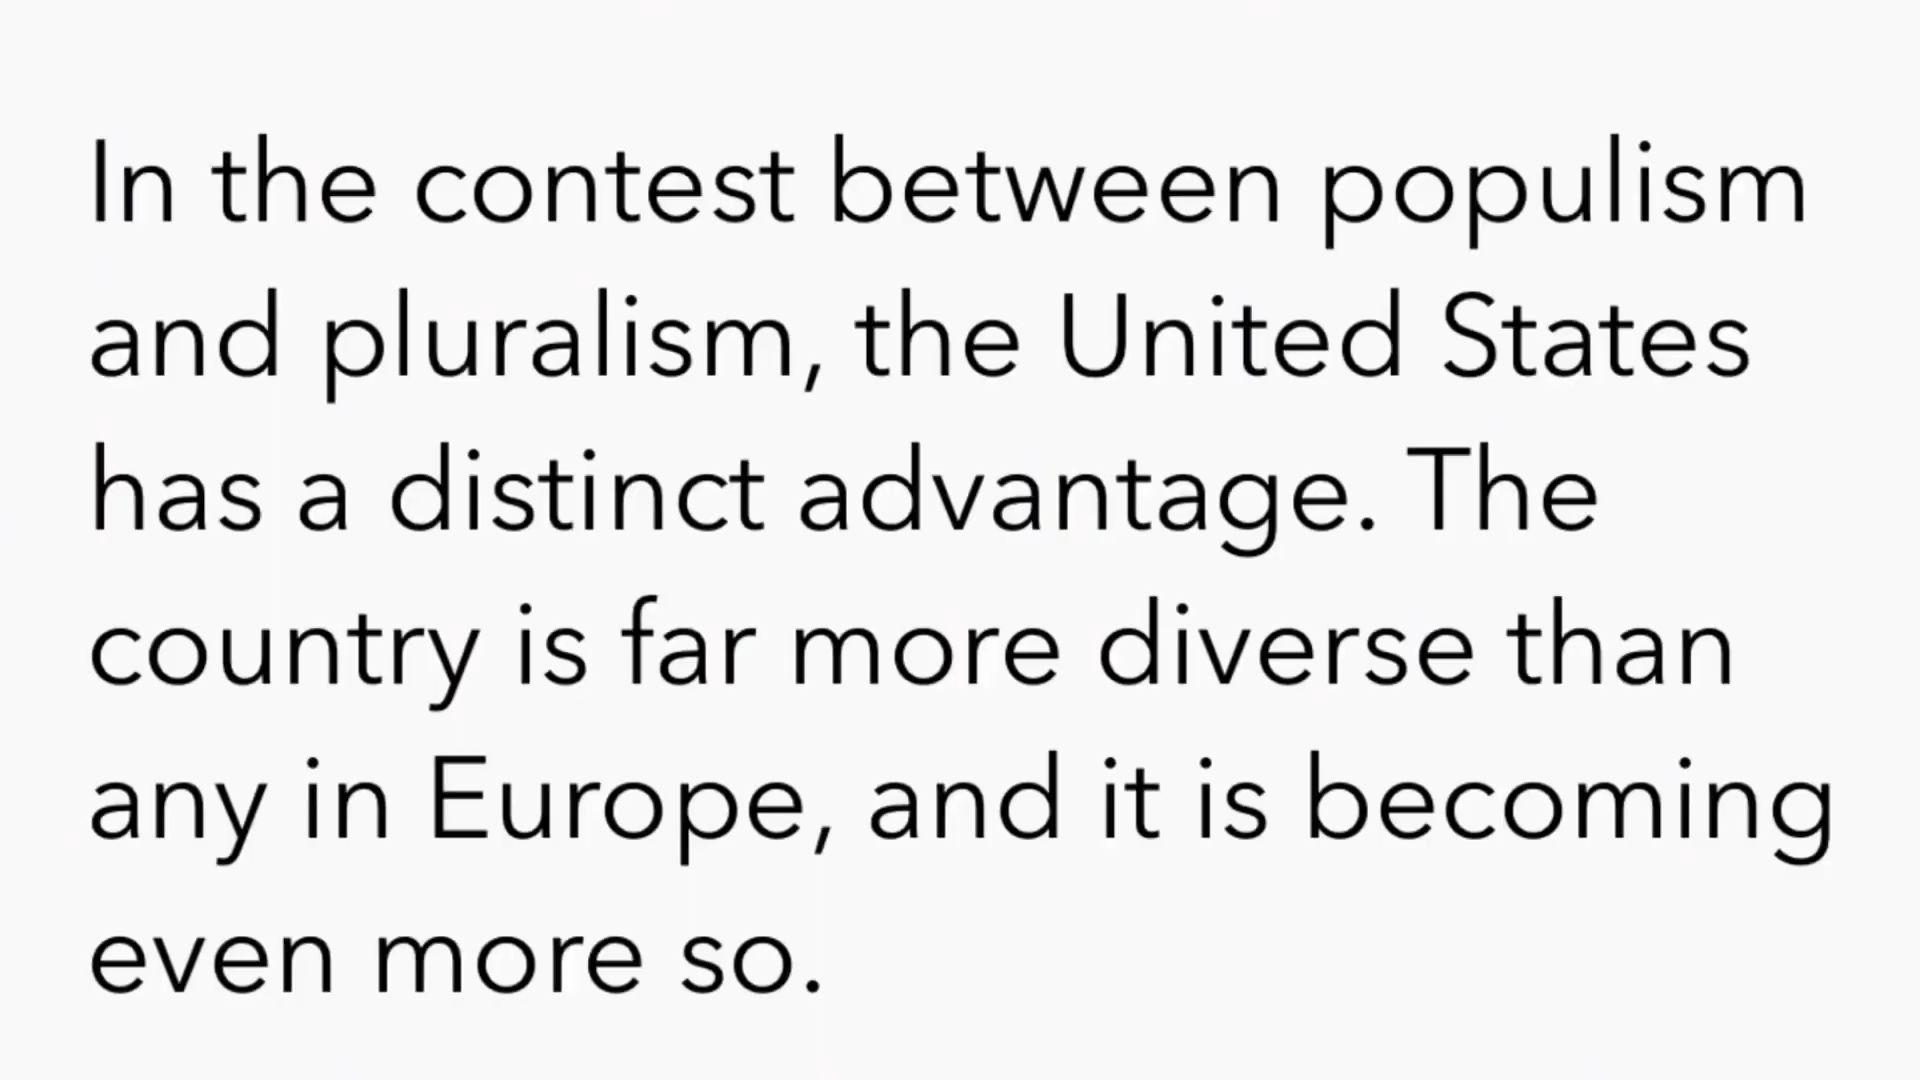 In the contest between populism
and pluralism, the United States
has a distinct advantage. The
country is far more diverse than
any in Europe, and it is becoming
even more so.